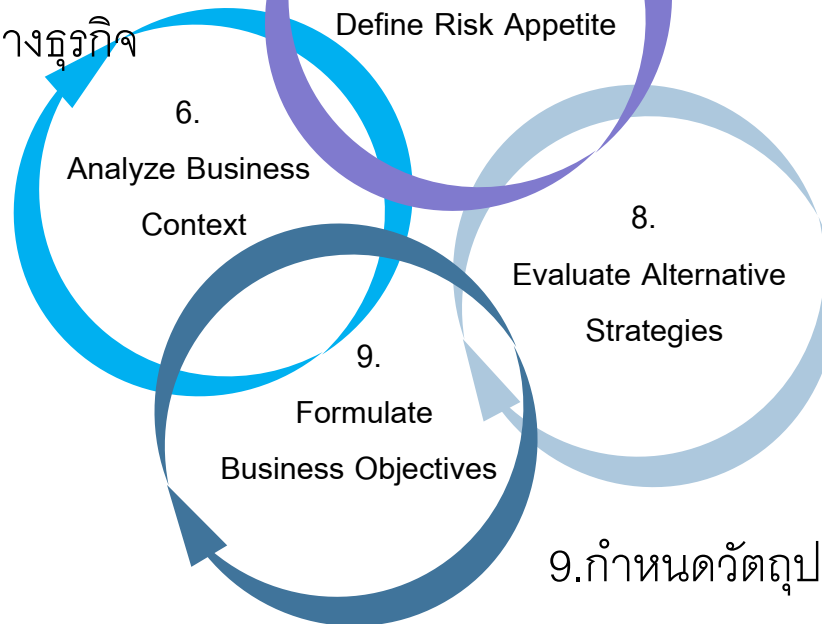 Define Risk Appetite
างธุรกิจ
6.
Analyze Business
Context
8.
Evaluate Alternative
Strategies
9.
Formulate
Business Objectives
9.กำหนดวัตถุป